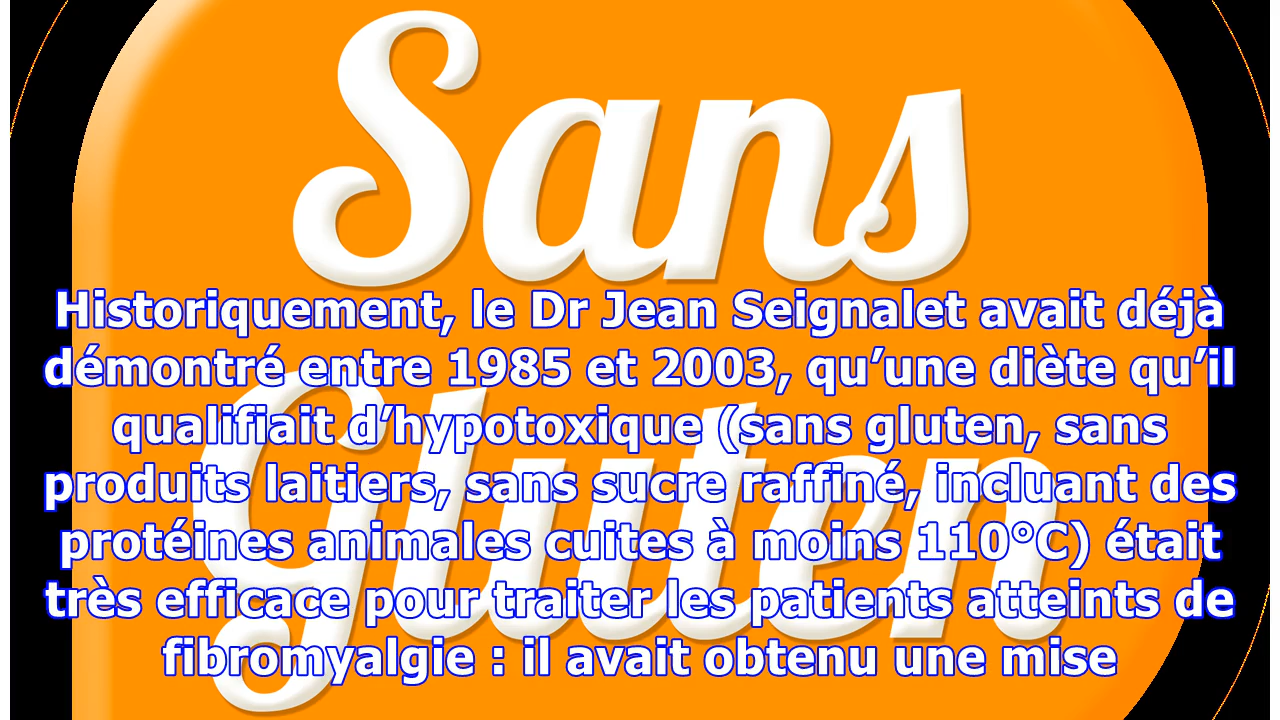 Sans
Gluten
Historiquement, le Dr Jean Seignalet avait déjà
démontré entre 1985 et 2003, qu’une diète qu’il
qualifiait d’hypotoxique (sans gluten, sans
produits laitiers, sans sucre raffiné, incluant des
protéines animales cuites à moins 110°C) était
très efficace pour traiter les patients atteints de
fibromyalgie : il avait obtenu une mise